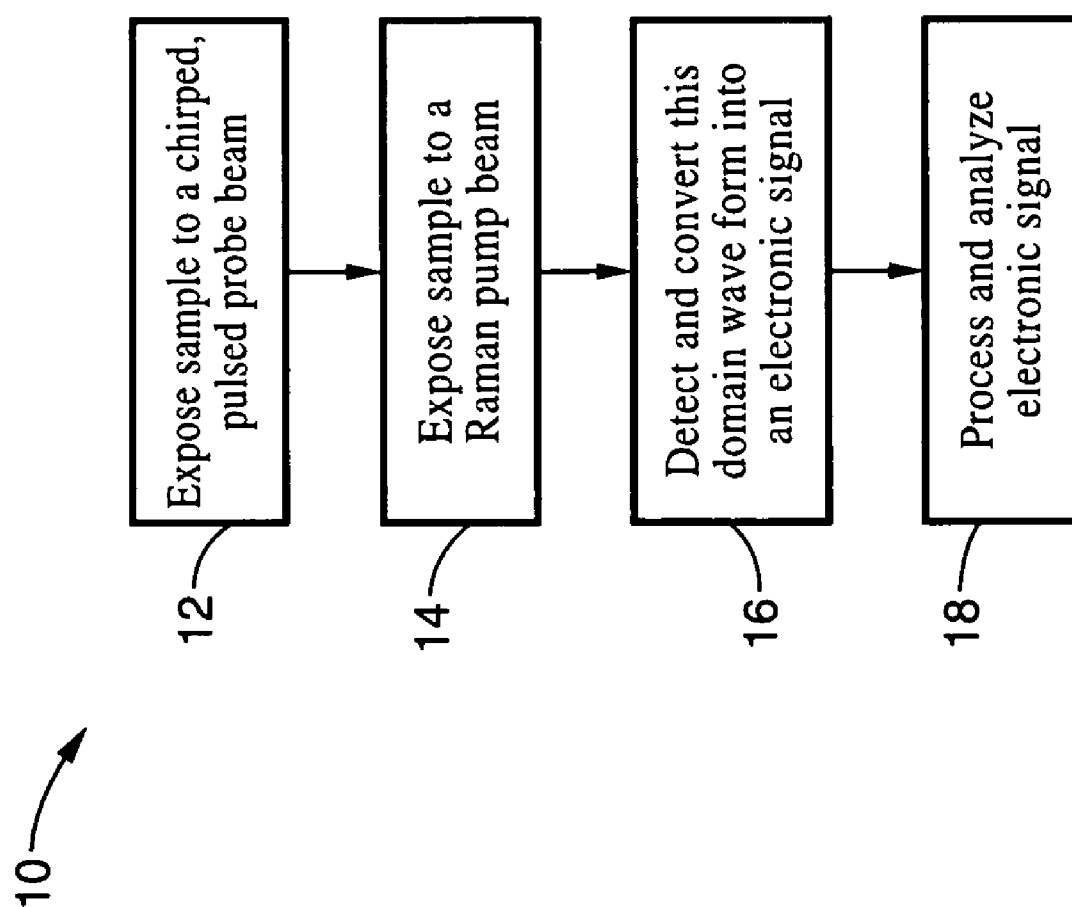 10
12
Expose sample to a chirped,
pulsed probe beam
14
Expose sample to a
Raman pump beam
16
Detect and convert this
domain wave form into
an electronic signal
18
Process and analyze
electronic signal